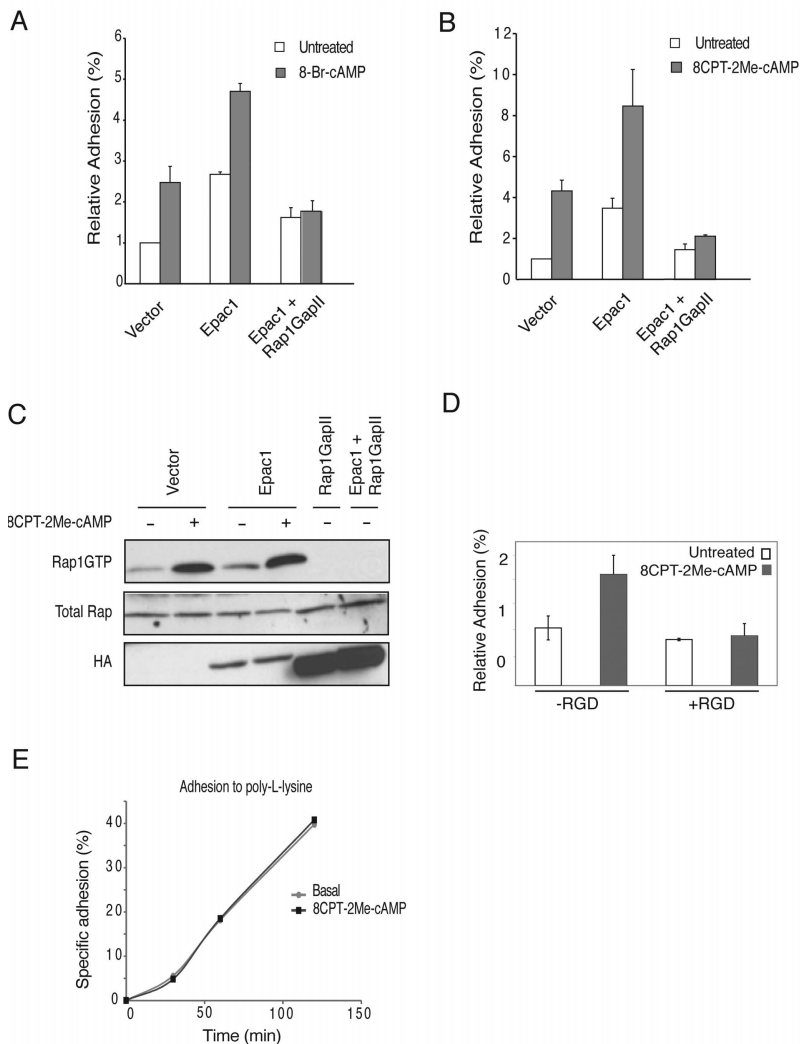 A
Relative Adhesion (%)
6
5
4
3
2
1
0
Untreated
8-Br-cAMP
Vector
Epac1
Epac1 +
Rap1GapII
B
Relative Adhesion (%)
12
10
8
6
4
2
0
Untreated
8CPT-2Me-cAMP
Vector
Epac1
Epac1 +
Rap1GapII
C
Vector
Epac1
Rap1GapII
Epac1 +
Rap1GapII
8CPT-2Me-cAMP – + – + – –
Rap1GTP
Total Rap
HA
D
Relative Adhesion (%)
2
1
0
Untreated
8CPT-2Me-cAMP
-RGD +RGD
E
Adhesion to poly-L-lysine
Specific adhesion (%)
40
30
20
10
0
Basal
8CPT-2Me-cAMP
0 50 100 150
Time (min)